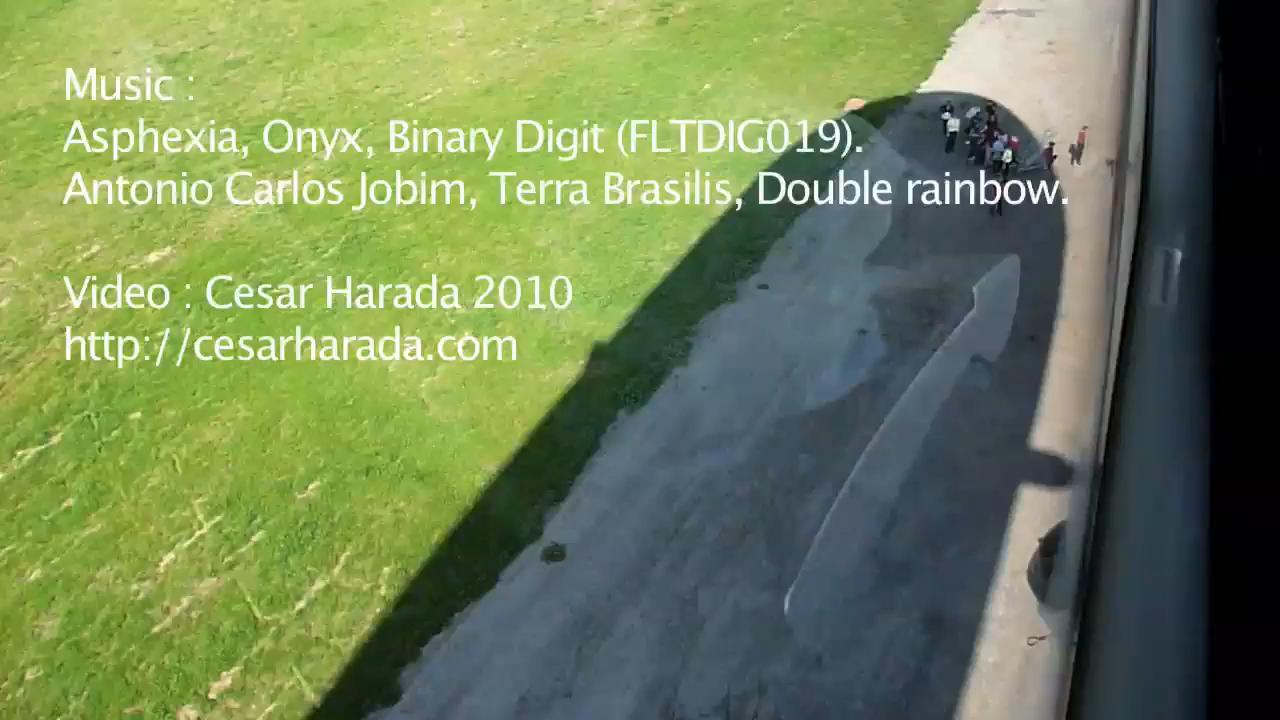 Music :
Asphexia, Onyx, Binary Digit (FLTDIG019).
Antonio Carlos Jobim, Terra Brasilis, Double rainbow.
Video : Cesar Harada 2010
http://cesarharada.com